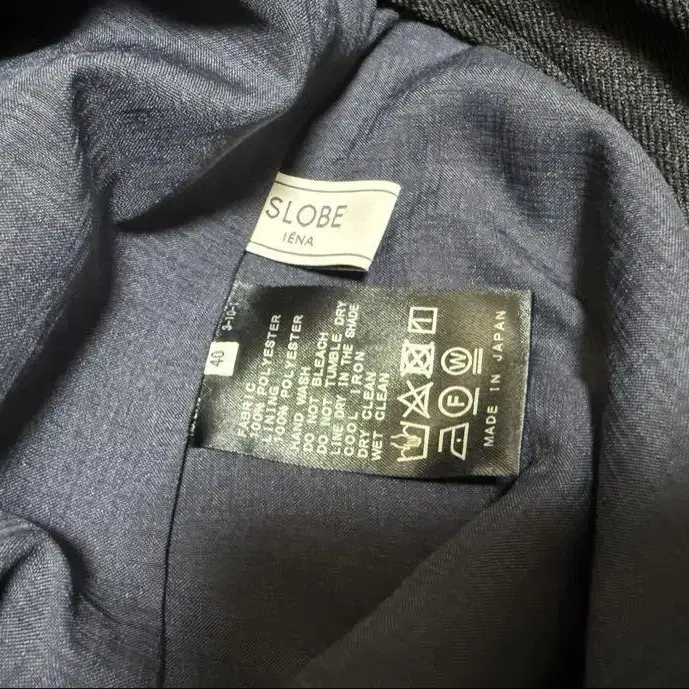 SLOBE
IÉNA
40
FABRIC
100% POLYESTER
LINING
100% POLYESTER
HAND WASH
DO NOT BLEACH
DO NOT TUMBLE DRY
LINE DRY IN THE SHADE
COOL IRON
DRY CLEAN
WET CLEAN
F W
MADE IN JAPAN